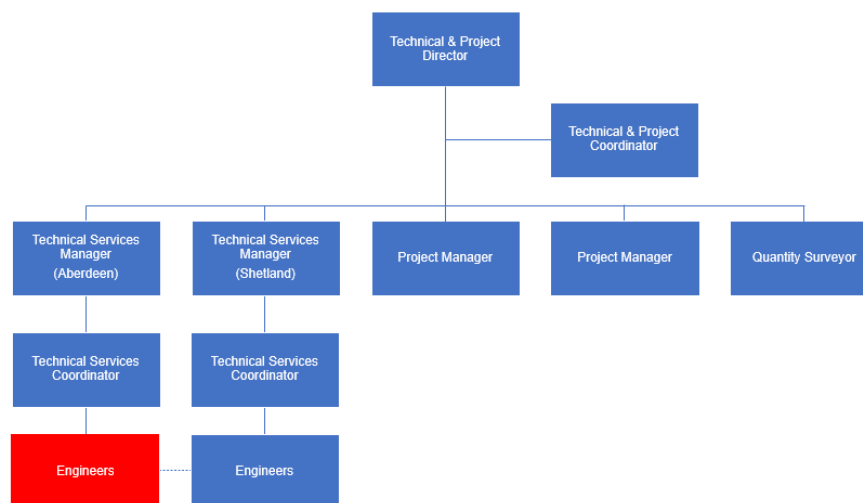 Technical & Project
Director
Technical & Project
Coordinator
Technical Services
Manager
(Aberdeen)
Technical Services
Manager
(Shetland)
Project Manager
Project Manager
Quantity Surveyor
Technical Services
Coordinator
Technical Services
Coordinator
Engineers
Engineers